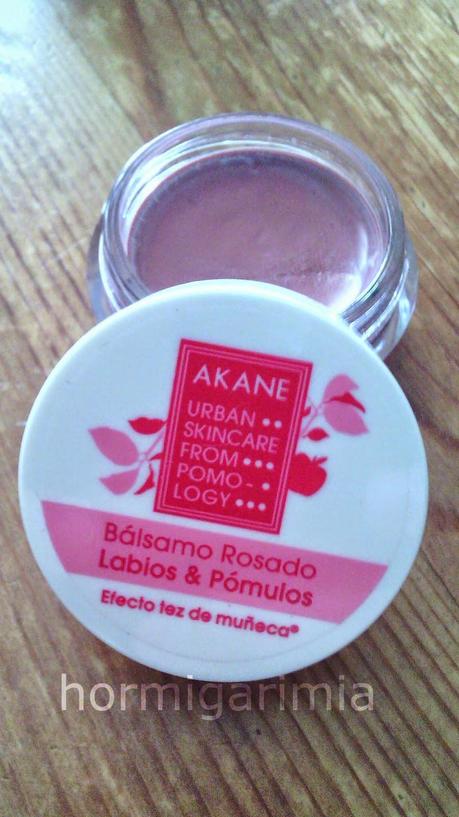 AKANE
URBAN ••
SKINCARE
FROM •••
POMO- •
LOGY •••
Bálsamo Rosado
Labios & Pómulos
Efecto tez de muñeca®
hormigarimia